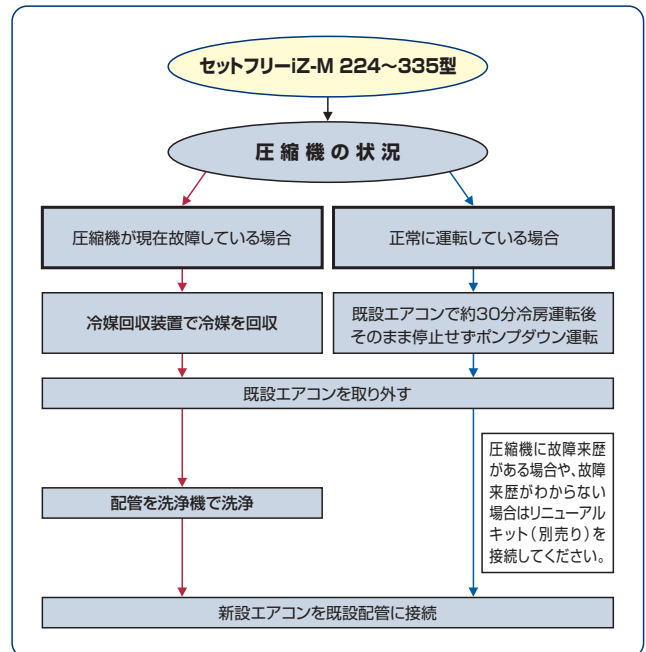 セットフリーiZ-M 224～335型
圧縮機の状況
圧縮機が現在故障している場合
正常に運転している場合
冷媒回収装置で冷媒を回収
既設エアコンで約30分冷房運転後
そのまま停止せずポンプダウン運転
既設エアコンを取り外す
圧縮機に故障来歴
がある場合や、故障
来歴がわからない
場合はリニューアル
キット（別売り）を
接続してください。
配管を洗浄機で洗浄
新設エアコンを既設配管に接続